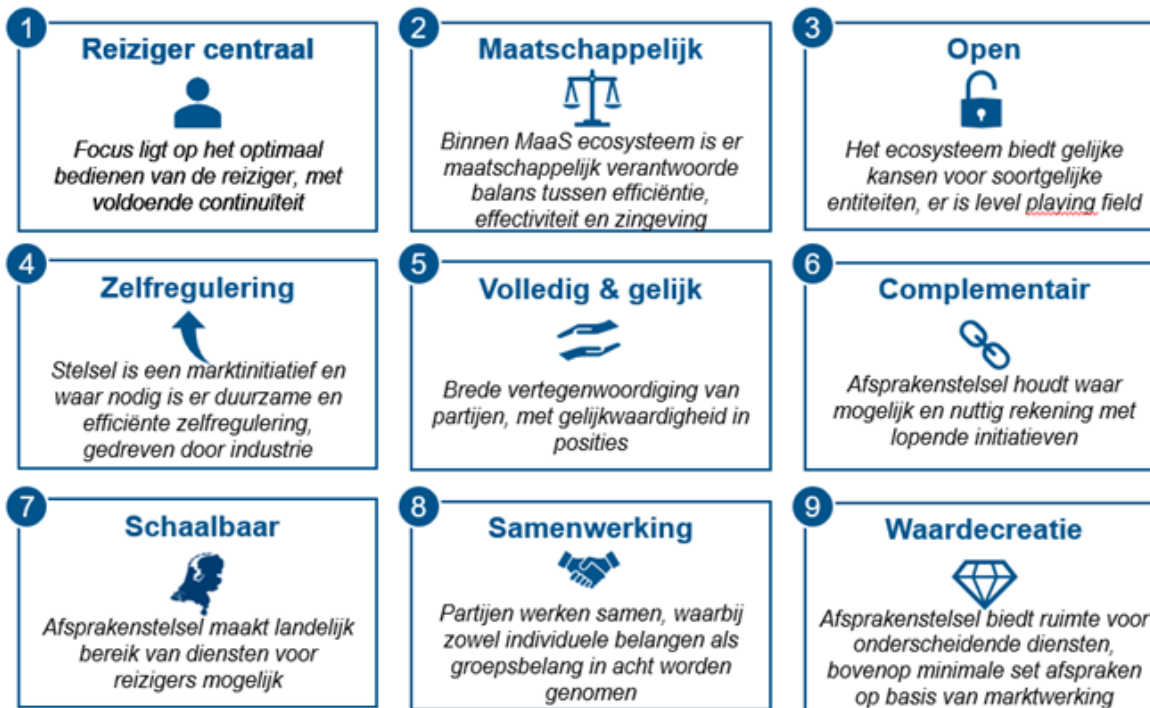 1
Reiziger centraal
Focus ligt op het optimaal
bedienen van de reiziger, met
voldoende continuïteit
2
Maatschappelijk
Binnen MaaS ecosysteem is er
maatschappelijk verantwoorde
balans tussen efficiëntie,
effectiviteit en zingeving
3
Open
Het ecosysteem biedt gelijke
kansen voor soortgelijke
entiteiten, er is level playing field
4
Zelfregulering
Stelsel is een marktinitiatief en
waar nodig is er duurzame en
efficiënte zelfregulering,
gedreven door industrie
5
Volledig & gelijk
Brede vertegenwoordiging van
partijen, met gelijkwaardigheid in
posities
6
Complementair
Afsprakenstelsel houdt waar
mogelijk en nuttig rekening met
lopende initiatieven
7
Schaalbaar
Afsprakenstelsel maakt landelijk
bereik van diensten voor
reizigers mogelijk
8
Samenwerking
Partijen werken samen, waarbij
zowel individuele belangen als
groepsbelang in acht worden
genomen
9
Waardecreatie
Afsprakenstelsel biedt ruimte voor
onderscheidende diensten,
bovenop minimale set afspraken
op basis van marktwerking